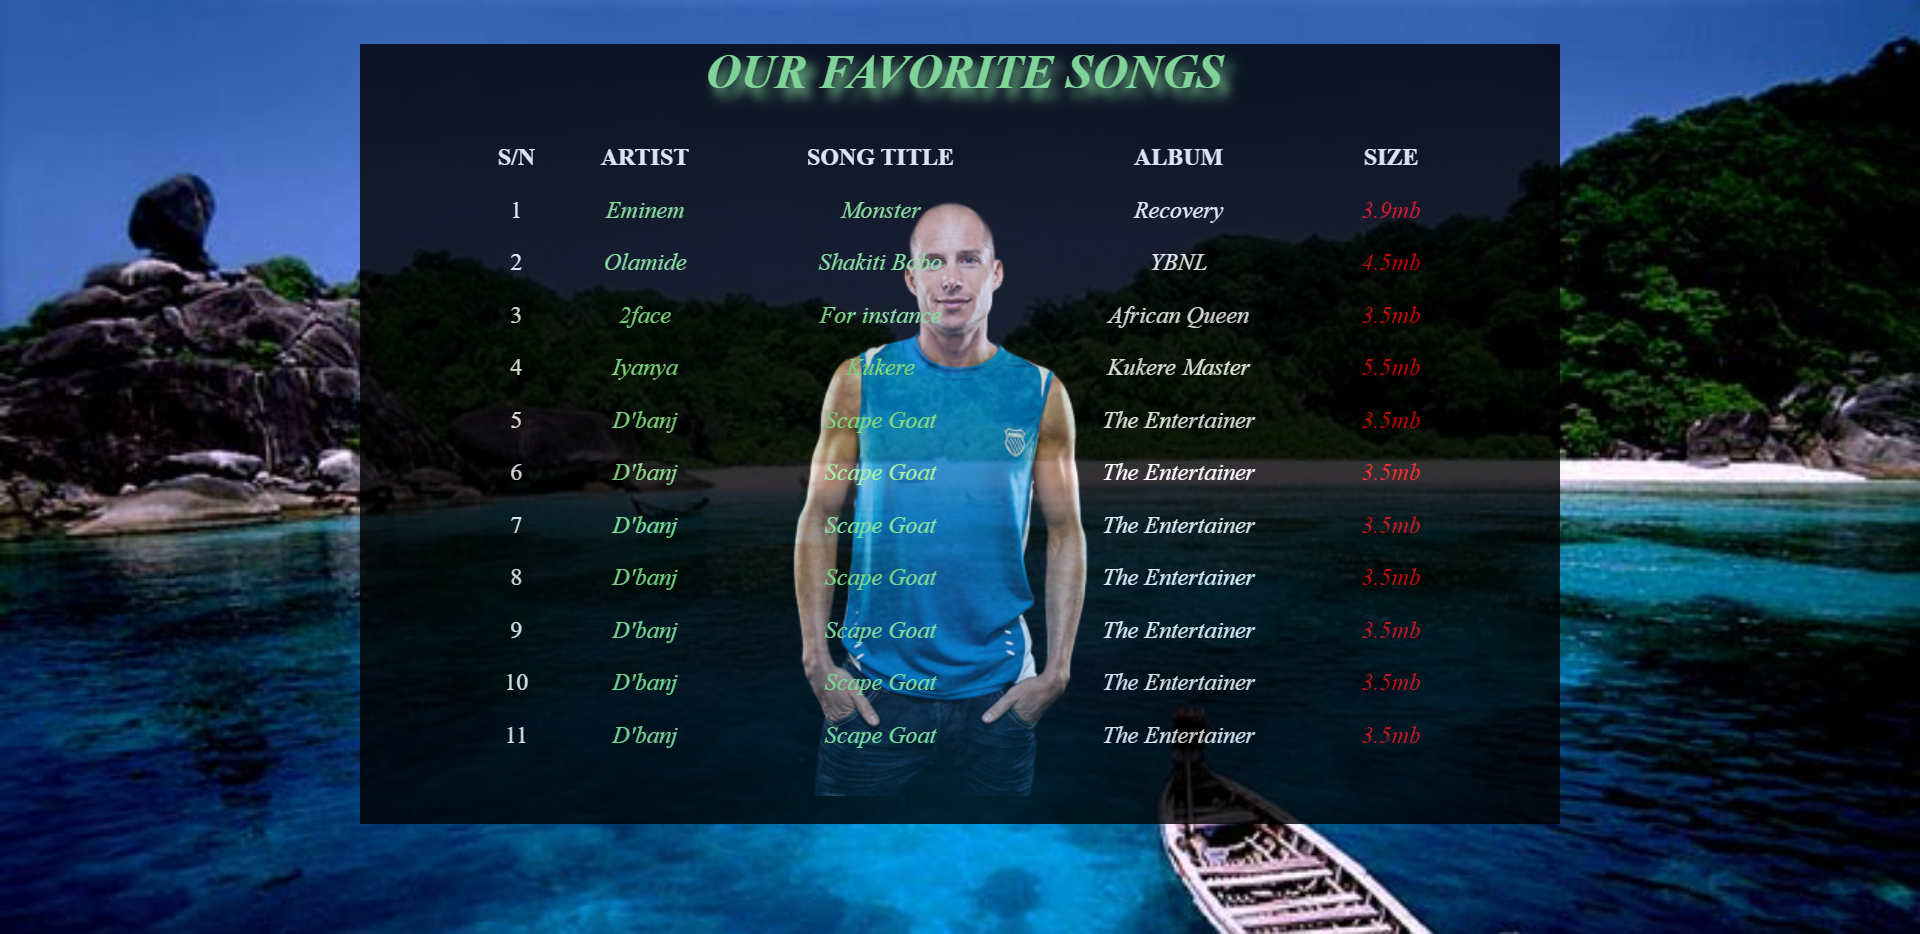 OUR FAVORITE SONGS
S/N ARTIST SONG TITLE ALBUM SIZE
1 Eminem Monster Recovery 3.9mb
2 Olamide Shakiti Bobo YBNL 4.5mb
3 2face For instance African Queen 3.5mb
4 Iyanya Kukere Kukere Master 5.5mb
5 D'banj Scape Goat The Entertainer 3.5mb
6 D'banj Scape Goat The Entertainer 3.5mb
7 D'banj Scape Goat The Entertainer 3.5mb
8 D'banj Scape Goat The Entertainer 3.5mb
9 D'banj Scape Goat The Entertainer 3.5mb
10 D'banj Scape Goat The Entertainer 3.5mb
11 D'banj Scape Goat The Entertainer 3.5mb